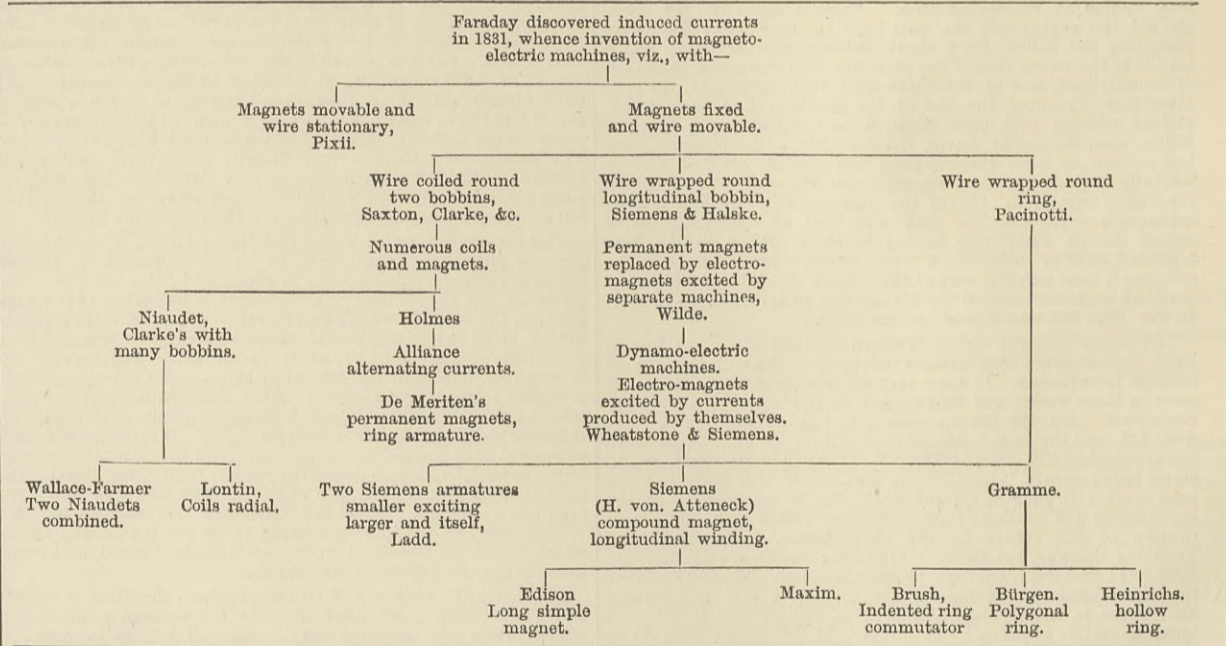 Faraday discovered induced currents
in 1831, whence invention of magneto-
electric machines, viz., with—
Magnets movable and
wire stationary,
Pixii.
Magnets fixed
and wire movable.
Wire coiled round
two bobbins,
Saxton, Clarke, &c.
Wire wrapped round
longitudinal bobbin,
Siemens & Halske.
Wire wrapped round
ring,
Pacinotti.
Numerous coils
and magnets.
Permanent magnets
replaced by electro-
magnets excited by
separate machines,
Wilde.
Niaudet,
Clarke's with
many bobbins.
Holmes
Alliance
alternating currents.
De Meriten's
permanent magnets,
ring armature.
Dynamo-electric
machines.
Electro-magnets
excited by currents
produced by themselves.
Wheatstone & Siemens.
Wallace-Farmer
Two Niaudets
combined.
Lontin,
Coils radial,
Two Siemens armatures
smaller exciting
larger and itself,
Ladd.
Siemens
(H. von. Atteneck)
compound magnet,
longitudinal winding.
Gramme.
Edison
Long simple
magnet.
Maxim.
Brush,
Indented ring
commutator
Bürgen.
Polygonal
ring.
Heinrichs.
hollow
ring.